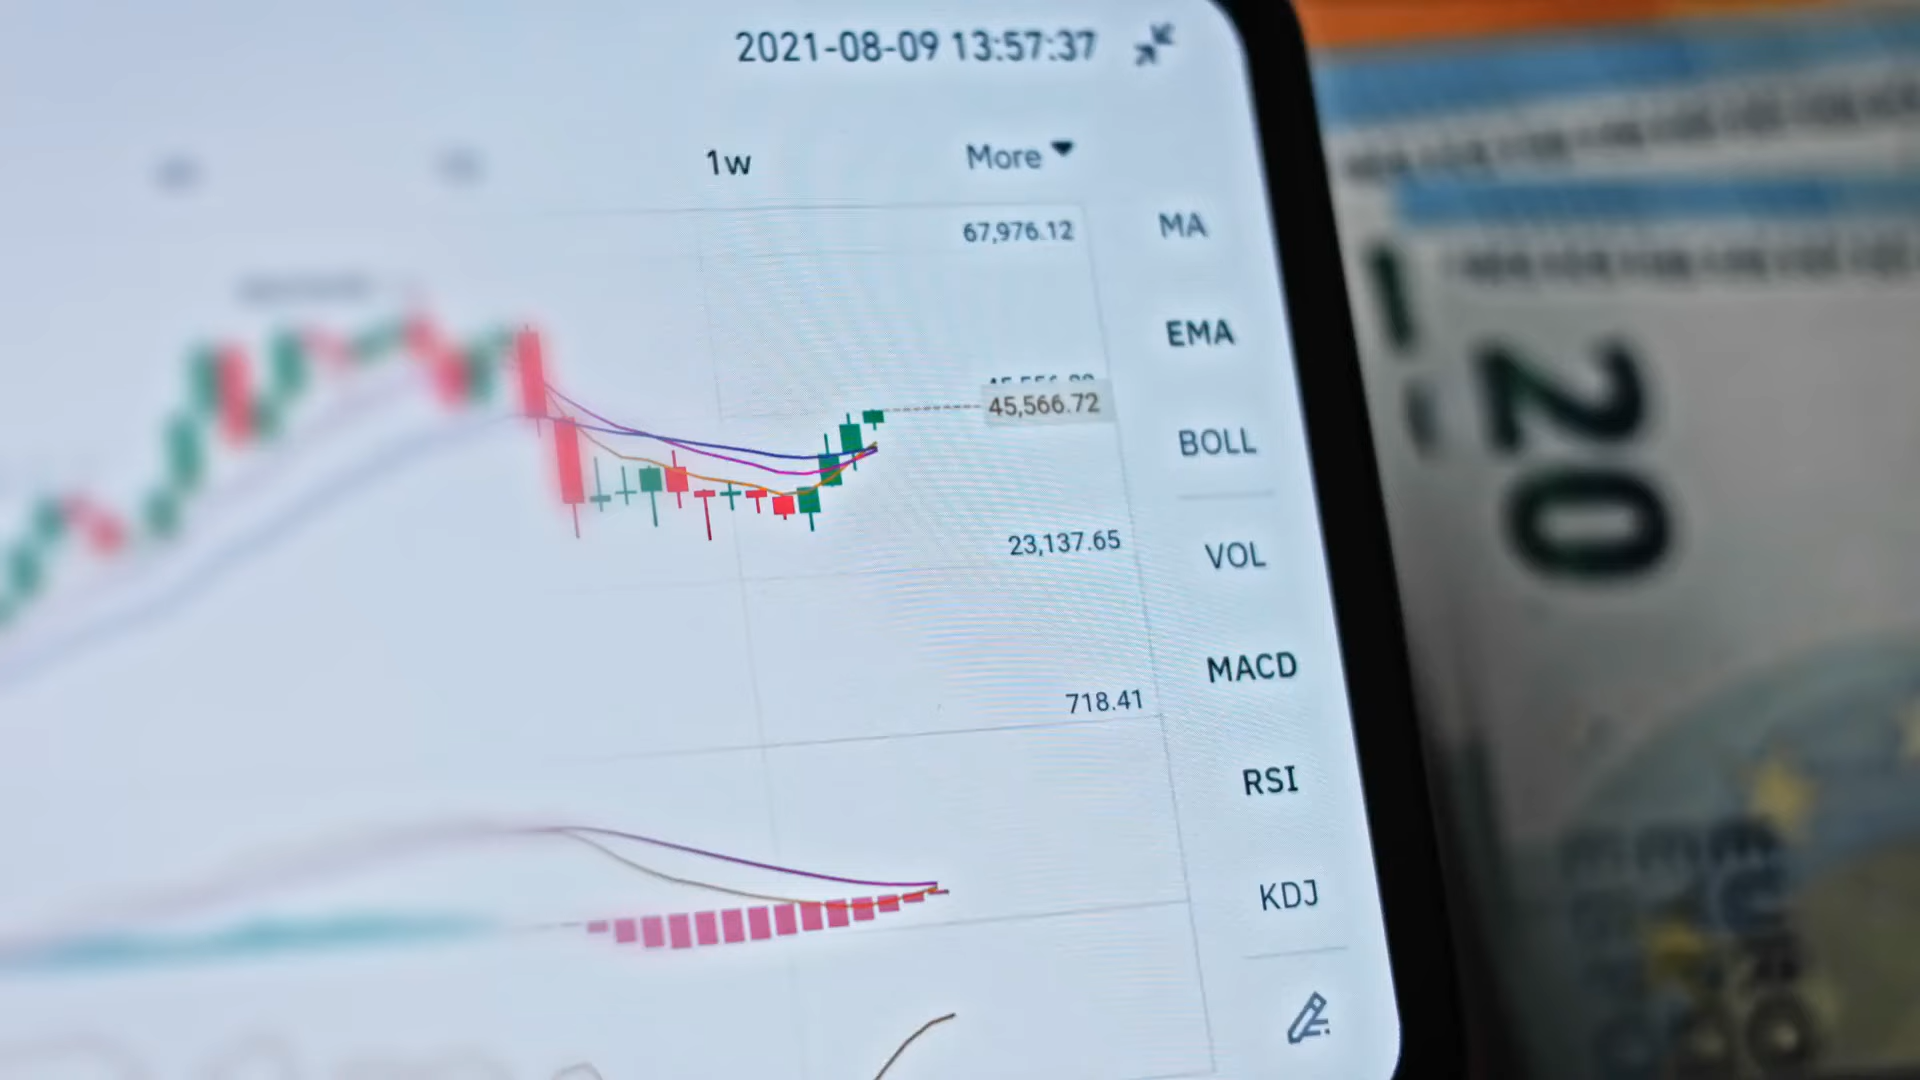 2021-08-09 13:57:37
1w
More
67,976.12
MA
EMA
45,566.72
BOLL
23,137.65
VOL
MACD
718.41
RSI
KDJ
20
EURO